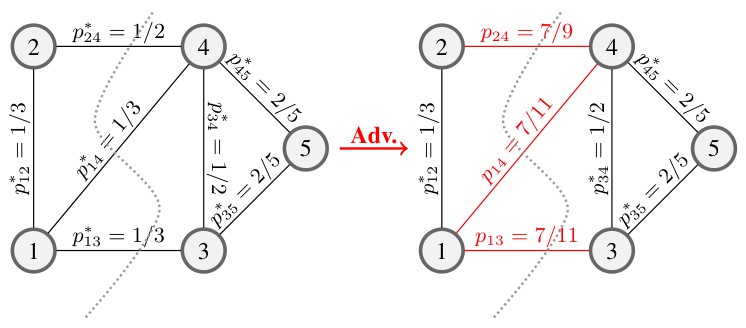 2
p*24 = 1/2
4
p*45 = 2/5
p*12 = 1/3
p*14 = 1/3
p*34 = 1/2
5
p*35 = 2/5
1
p*13 = 1/3
3
Adv.
2
p24 = 7/9
4
p*45 = 2/5
p*12 = 1/3
p14 = 7/11
p*34 = 1/2
5
p*35 = 2/5
1
p13 = 7/11
3